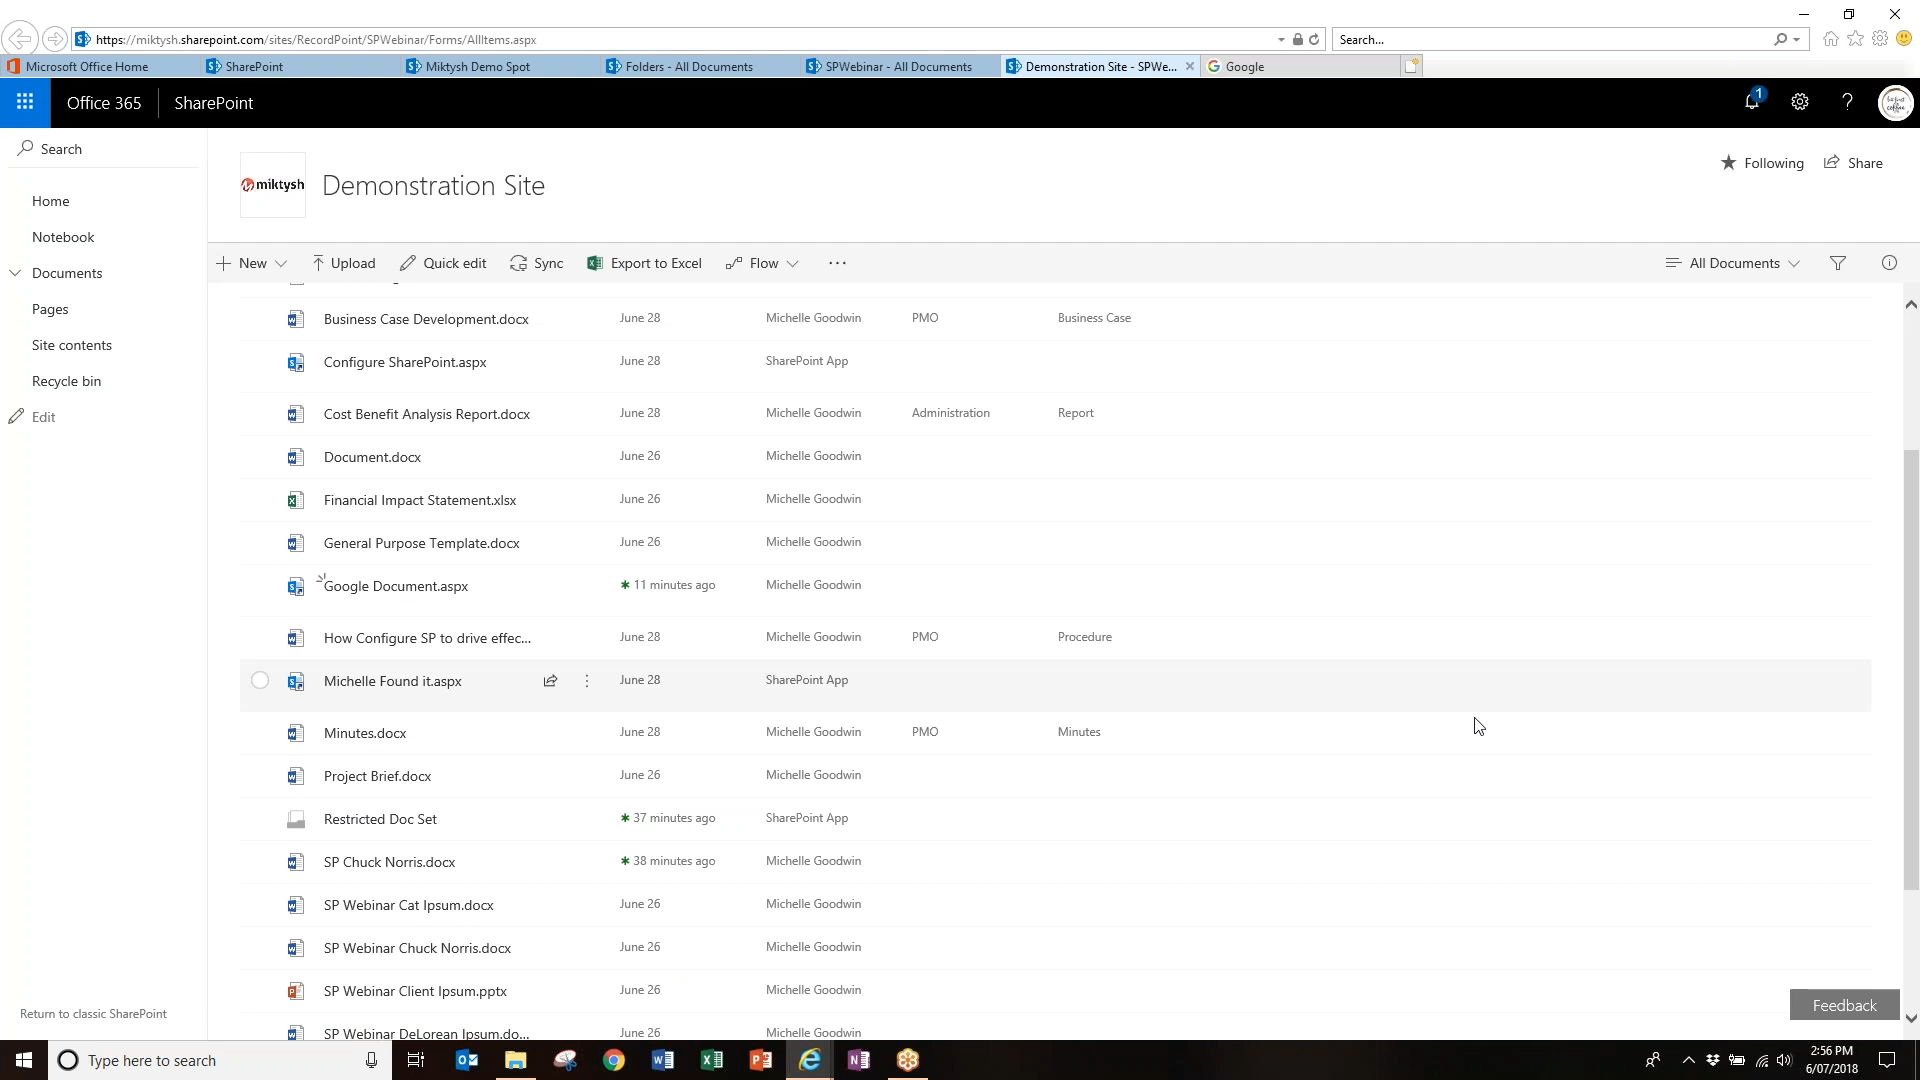 https://miktysh.sharepoint.com/sites/RecordPoint/SPWebinar/Forms/AllItems.aspx
Search...
Microsoft Office Home
SharePoint
Miktysh Demo Spot
Folders - All Documents
SPWebinar - All Documents
Demonstration Site - SPWe...
Google
Office 365
SharePoint
1
?
Search
Home
Notebook
Documents
Pages
Site contents
Recycle bin
Edit
Return to classic SharePoint
miktysh
Demonstration Site
Following
Share
New
Upload
Quick edit
Sync
Export to Excel
Flow
...
All Documents
Business Case Development.docx June 28 Michelle Goodwin PMO Business Case
Configure SharePoint.aspx June 28 SharePoint App
Cost Benefit Analysis Report.docx June 28 Michelle Goodwin Administration Report
Document.docx June 26 Michelle Goodwin
Financial Impact Statement.xlsx June 26 Michelle Goodwin
General Purpose Template.docx June 26 Michelle Goodwin
Google Document.aspx 11 minutes ago Michelle Goodwin
How Configure SP to drive effec... June 28 Michelle Goodwin PMO Procedure
Michelle Found it.aspx June 28 SharePoint App
Minutes.docx June 28 Michelle Goodwin PMO Minutes
Project Brief.docx June 26 Michelle Goodwin
Restricted Doc Set 37 minutes ago SharePoint App
SP Chuck Norris.docx 38 minutes ago Michelle Goodwin
SP Webinar Cat Ipsum.docx June 26 Michelle Goodwin
SP Webinar Chuck Norris.docx June 26 Michelle Goodwin
SP Webinar Client Ipsum.pptx June 26 Michelle Goodwin
SP Webinar DeLorean Ipsum.do... June 26 Michelle Goodwin
Feedback
Type here to search
2:56 PM
6/07/2018